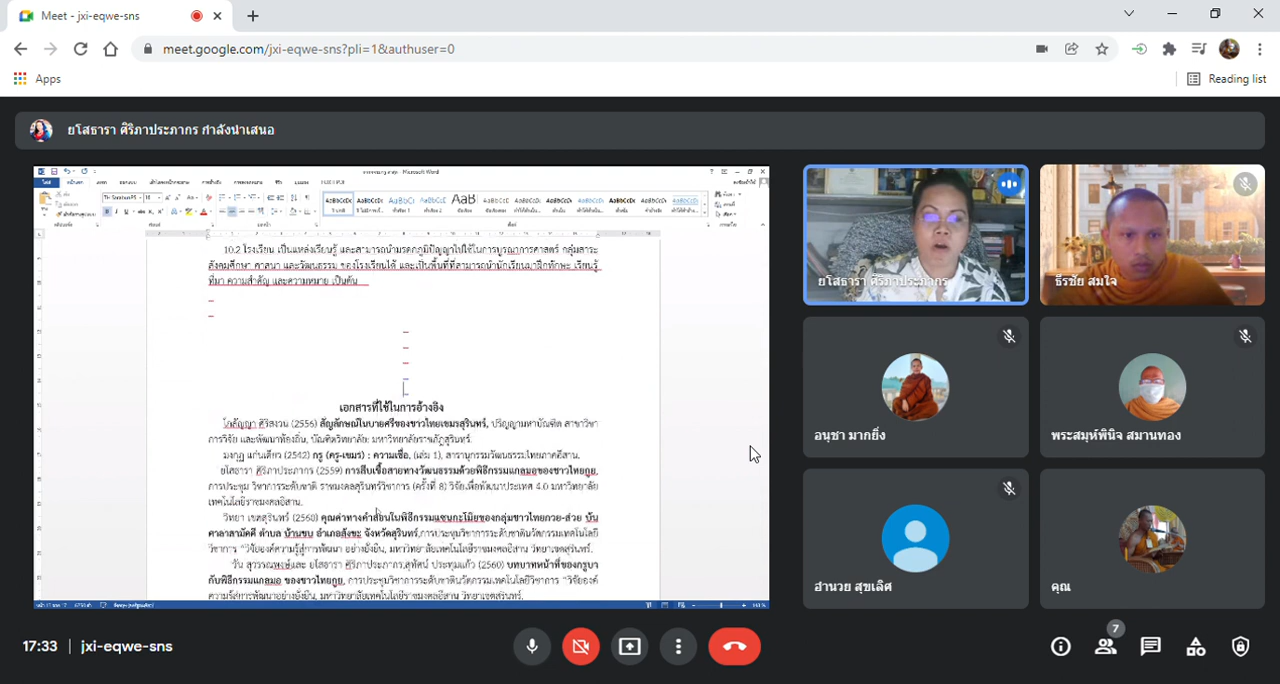 Meet - jxi-eqwe-sns
meet.google.com/jxi-eqwe-sns?pli=1&authuser=0
Apps
Reading list
ยโสธารา ศิริภาประภากร กำลังนำเสนอ
10.2 โรงเรียน เป็นแหล่งเรียนรู้ และสามารถนำมรดกภูมิปัญญาไปใช้ในการบูรณาการศาสตร์ กลุ่มสาระ
สังคมศึกษา ศาสนา และวัฒนธรรม ของโรงเรียนได้ และเป็นพื้นที่ที่สามารถนำนักเรียนมาฝึกทักษะ เรียนรู้
ที่มา ความสำคัญ และความหมาย เป็นต้น
เอกสารที่ใช้ในการอ้างอิง
โกสัญญา ศิริสงวน (2556) สัญลักษณ์ในบายศรีของชาวไทยเขมรสุรินทร์, ปริญญามหาบัณฑิต สาขาวิชา
การวิจัย และพัฒนาท้องถิ่น, บัณฑิตวิทยาลัย: มหาวิทยาลัยราชภัฏสุรินทร์.
มงกุฎ แก่นเดียว (2542) กรู (ครู-เขมร) : ความเชื่อ, (เล่ม 1), สารานุกรมวัฒนธรรมไทยภาคอีสาน.
ยโสธารา ศิริภาประภากร (2559) การสืบเชื้อสายทางวัฒนธรรมด้วยพิธีกรรมแกลมอของชาวไทยกูย,
การประชุม วิชาการระดับชาติ ราชมงคลสุรินทร์วิชาการ (ครั้งที่ 8) วิจัยเพื่อพัฒนาประเทศ 4.0 มหาวิทยาลัย
เทคโนโลยีราชมงคลอีสาน.
วิทยา เขตสุรินทร์ (2560) คุณค่าทางคำสอนในพิธีกรรมแซนกะโม๊ยของกลุ่มชาวไทยกวย-ส่วย บ้าน
ศาลาสามัคคี ตำบล บ้านชบ อำเภอสังขะ จังหวัดสุรินทร์,การประชุมวิชาการระดับชาตินวัตกรรมเทคโนโลยี
วิชาการ "วิจัยองค์ความรู้สู่การพัฒนา อย่างยั่งยืน, มหาวิทยาลัยเทคโนโลยีราชมงคลอีสาน วิทยาเขตสุรินทร์.
วัน สุวรรณพงษ์และ ยโสธารา ศิริภาประภากร,สุทัศน์ ประทุมแก้ว (2560) บทบาทหน้าที่ของครูบา
กับพิธีกรรมแกลมอ ของชาวไทยกูย, การประชุมวิชาการระดับชาตินวัตกรรมเทคโนโลยีวิชาการ "วิจัยองค์
ความรู้สู่การพัฒนาอย่างยั่งยืน, มหาวิทยาลัยเทคโนโลยีราชมงคลอีสาน วิทยาเขตสุรินทร์.
ยโสธารา ศิริภาประภากร
ธีรชัย สมใจ
อนุชา มากยิ่ง
พระสมุห์พินิจ สมานทอง
อำนวย สุขเลิศ
คุณ
17:33 | jxi-eqwe-sns
7